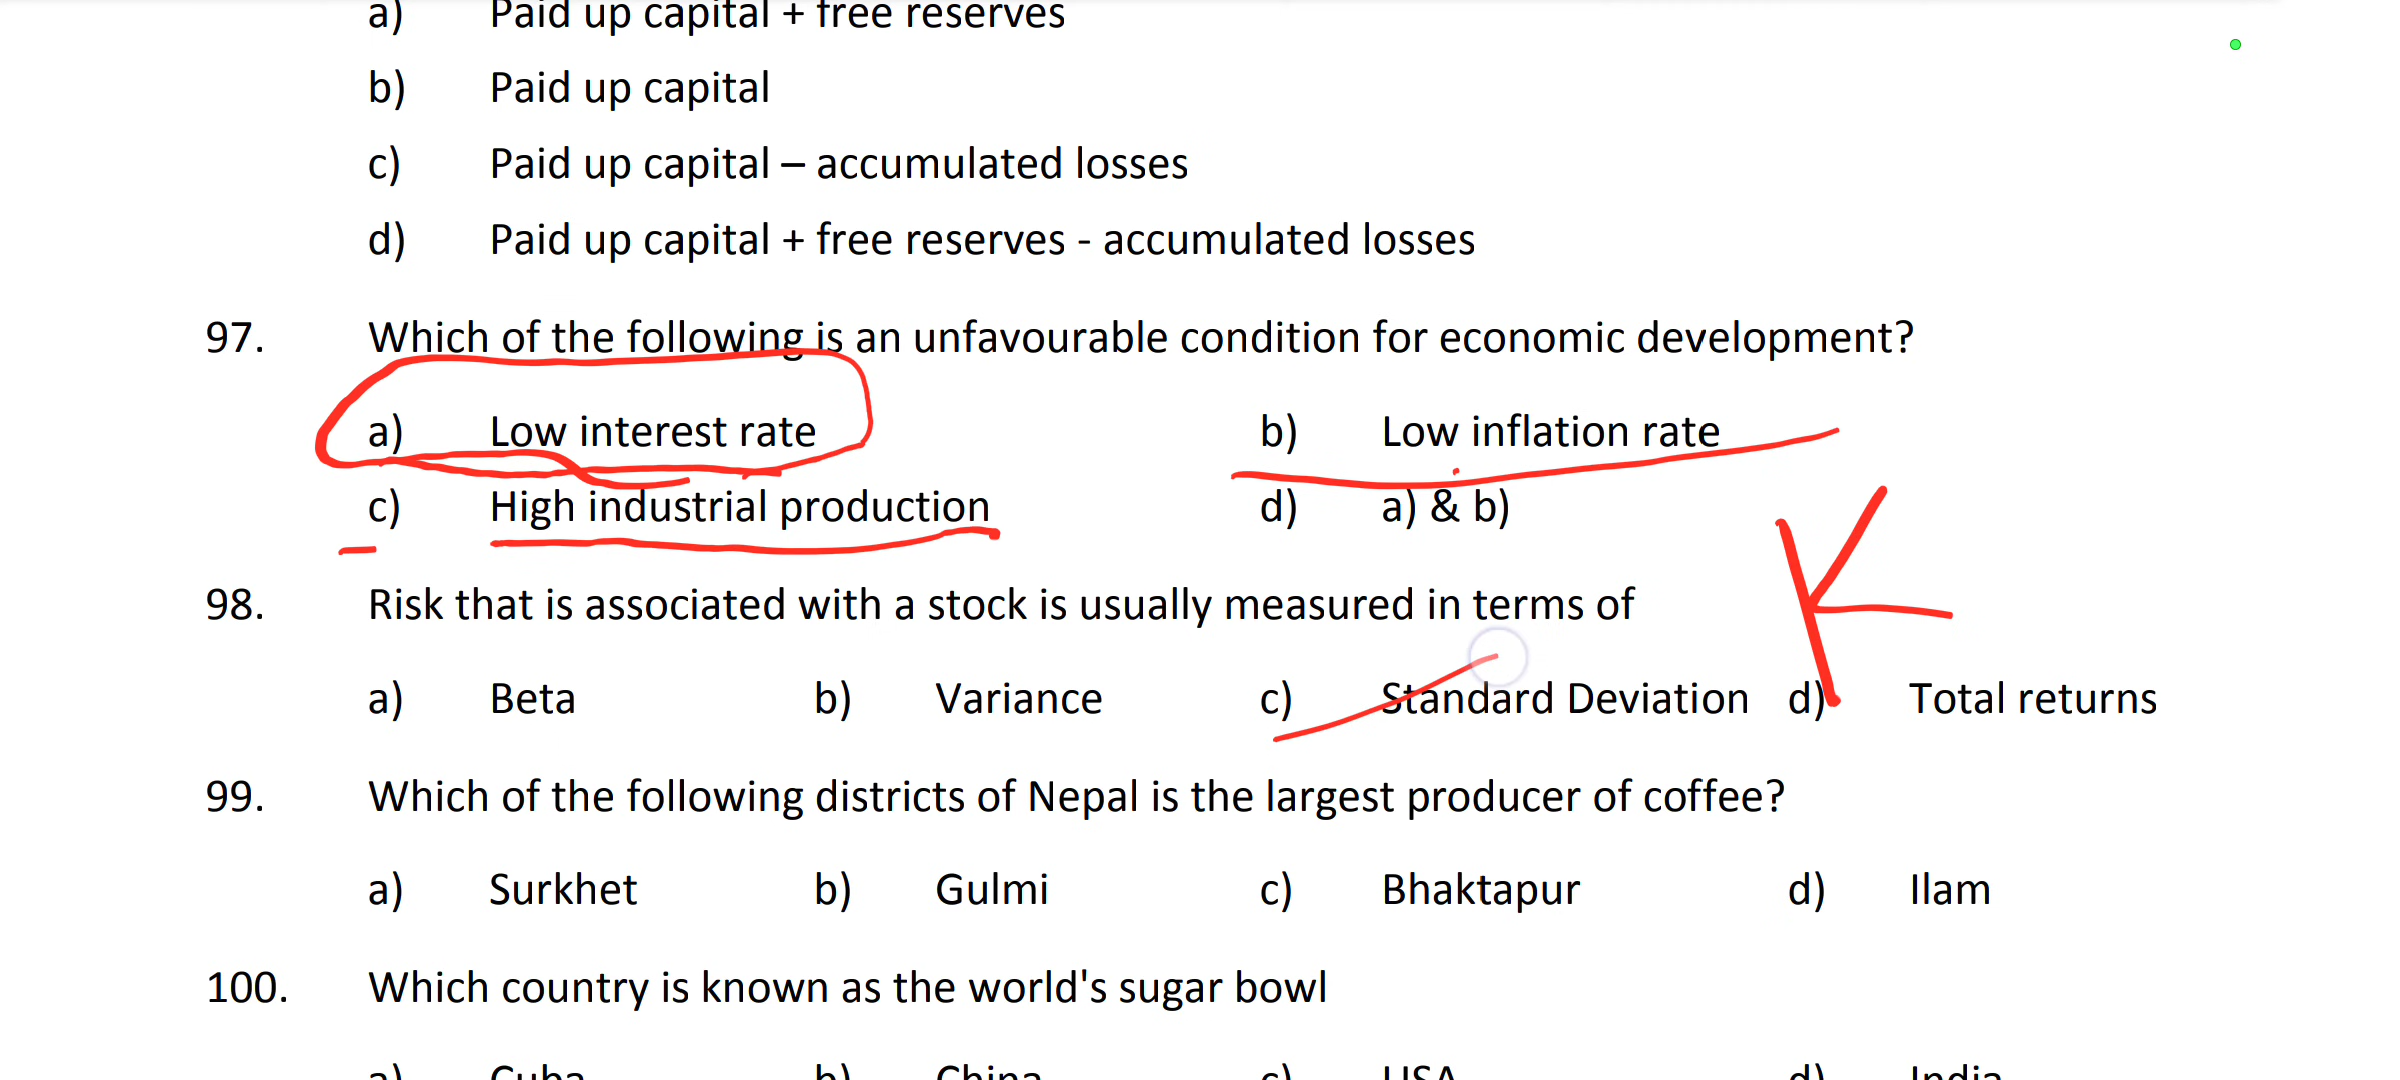 a) Paid up capital + free reserves
b) Paid up capital
c) Paid up capital – accumulated losses
d) Paid up capital + free reserves - accumulated losses
97. Which of the following is an unfavourable condition for economic development?
a) Low interest rate b) Low inflation rate
c) High industrial production d) a) & b)
98. Risk that is associated with a stock is usually measured in terms of
a) Beta b) Variance c) Standard Deviation d) Total returns
99. Which of the following districts of Nepal is the largest producer of coffee?
a) Surkhet b) Gulmi c) Bhaktapur d) Ilam
100. Which country is known as the world's sugar bowl
a) Cuba b) China c) USA d) India